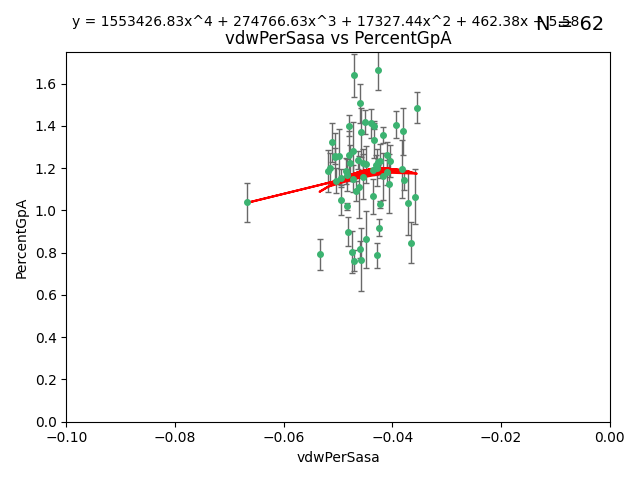 y = 1553426.83x^4 + 274766.63x^3 + 17327.44x^2 + 462.38x + 5.58
N = 62
vdwPerSasa vs PercentGpA
1.6
1.4
1.2
1.0
0.8
0.6
0.4
0.2
0.0
PercentGpA
−0.10 −0.08 −0.06 −0.04 −0.02 0.00
vdwPerSasa